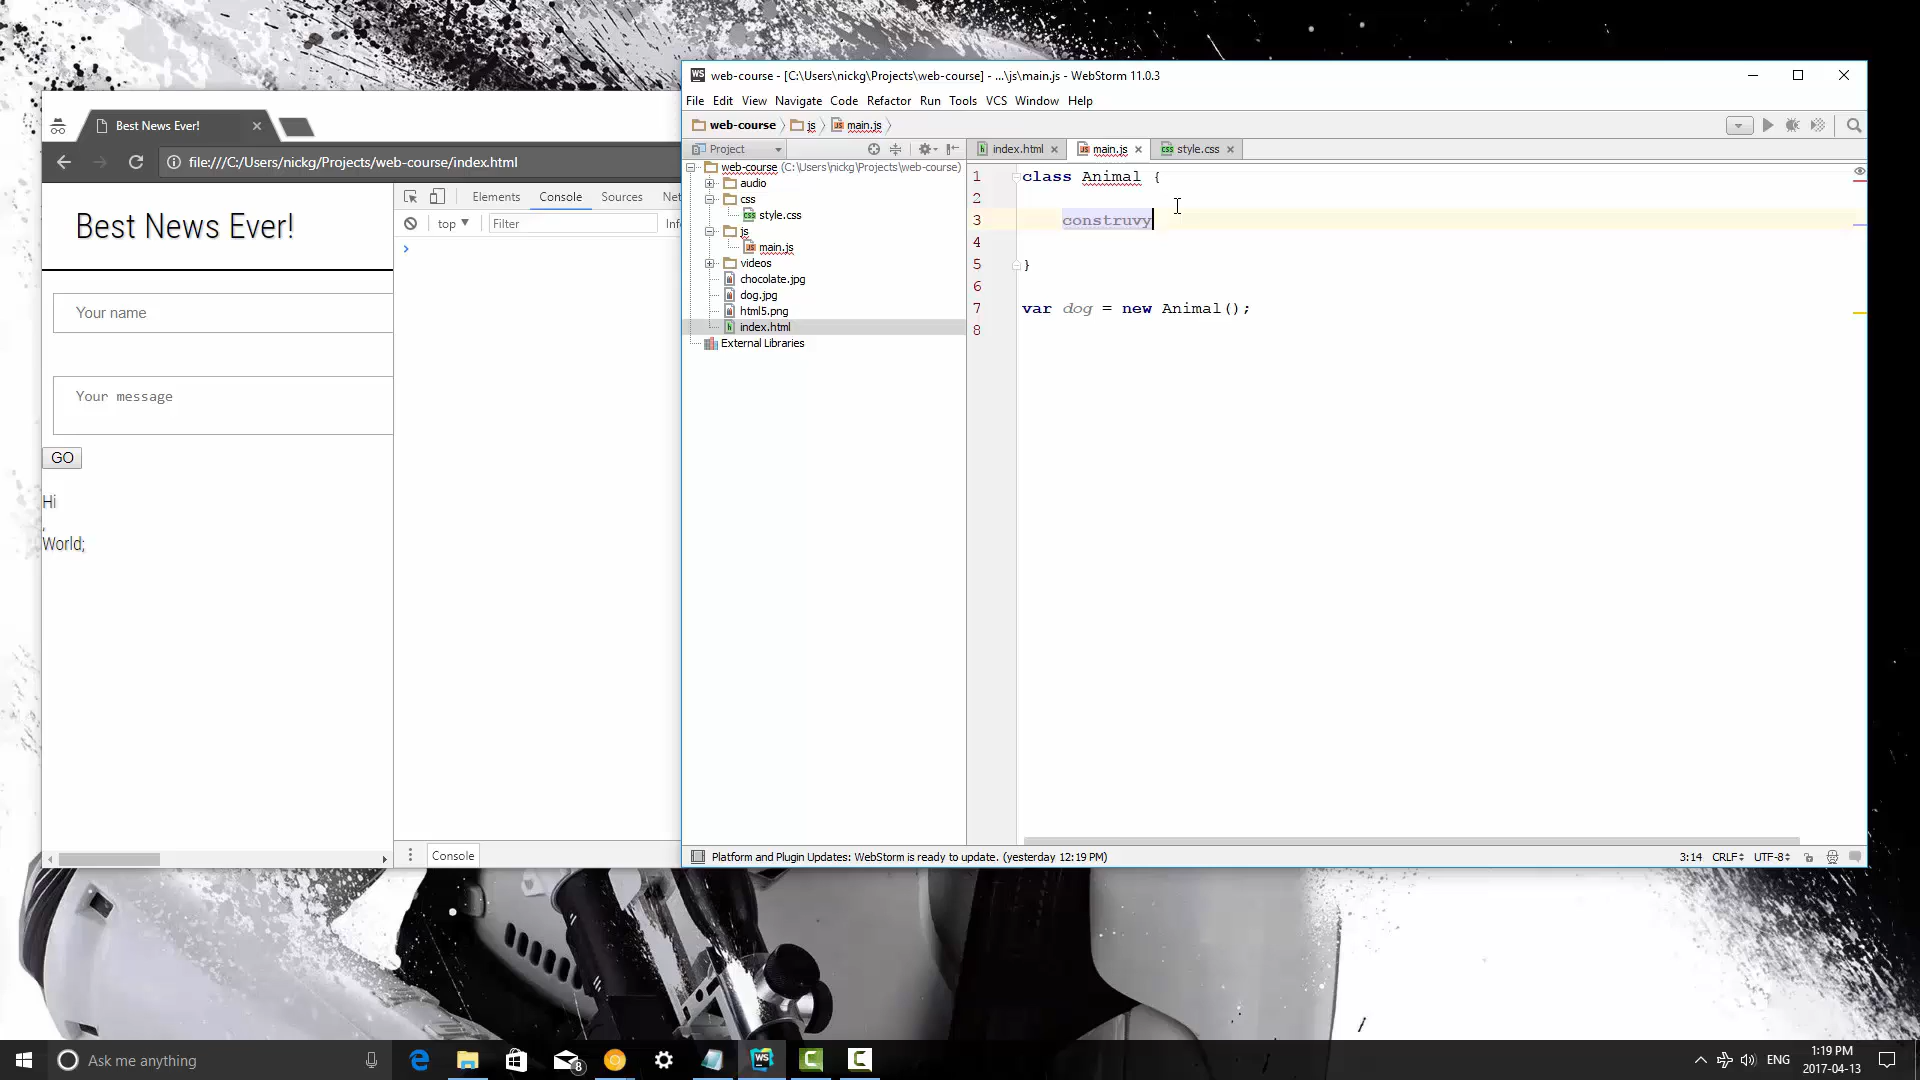 web-course - [C:\Users\nickg\Projects\web-course] - ...\js\main.js - WebStorm 11.0.3
File Edit View Navigate Code Refactor Run Tools VCS Window Help
web-course js main.js
Project
index.html main.js style.css
web-course (C:\Users\nickg\Projects\web-course)
audio
css
style.css
js
main.js
videos
chocolate.jpg
dog.jpg
html5.png
index.html
External Libraries
1 class Animal {
2
3 construvy
4
5 }
6
7 var dog = new Animal();
8
Platform and Plugin Updates: WebStorm is ready to update. (yesterday 12:19 PM)
3:14 CRLF UTF-8
Best News Ever!
file:///C:/Users/nickg/Projects/web-course/index.html
Best News Ever!
Your name
Your message
GO
Hi
,
World;
Elements Console Sources Net
top Filter Info
Console
Ask me anything
8
ENG
1:19 PM
2017-04-13